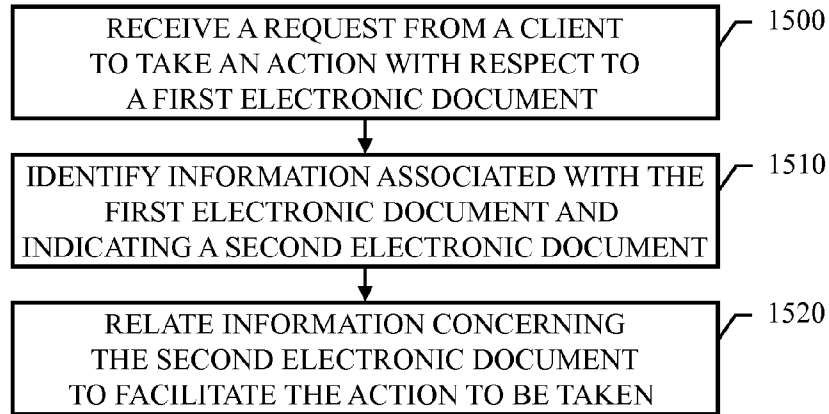 RECEIVE A REQUEST FROM A CLIENT
TO TAKE AN ACTION WITH RESPECT TO
A FIRST ELECTRONIC DOCUMENT
1500
IDENTIFY INFORMATION ASSOCIATED WITH THE
FIRST ELECTRONIC DOCUMENT AND
INDICATING A SECOND ELECTRONIC DOCUMENT
1510
RELATE INFORMATION CONCERNING
THE SECOND ELECTRONIC DOCUMENT
TO FACILITATE THE ACTION TO BE TAKEN
1520